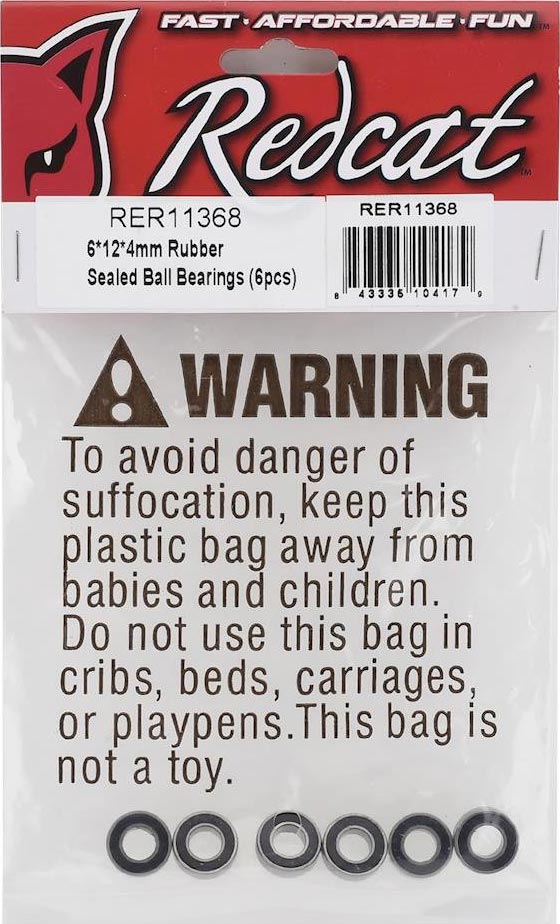 FAST · AFFORDABLE · FUN™
Redcat™
RER11368
6*12*4mm Rubber
Sealed Ball Bearings (6pcs)
RER11368
8 43335 10417 9
WARNING
To avoid danger of
suffocation, keep this
plastic bag away from
babies and children.
Do not use this bag in
cribs, beds, carriages,
or playpens.This bag is
not a toy.